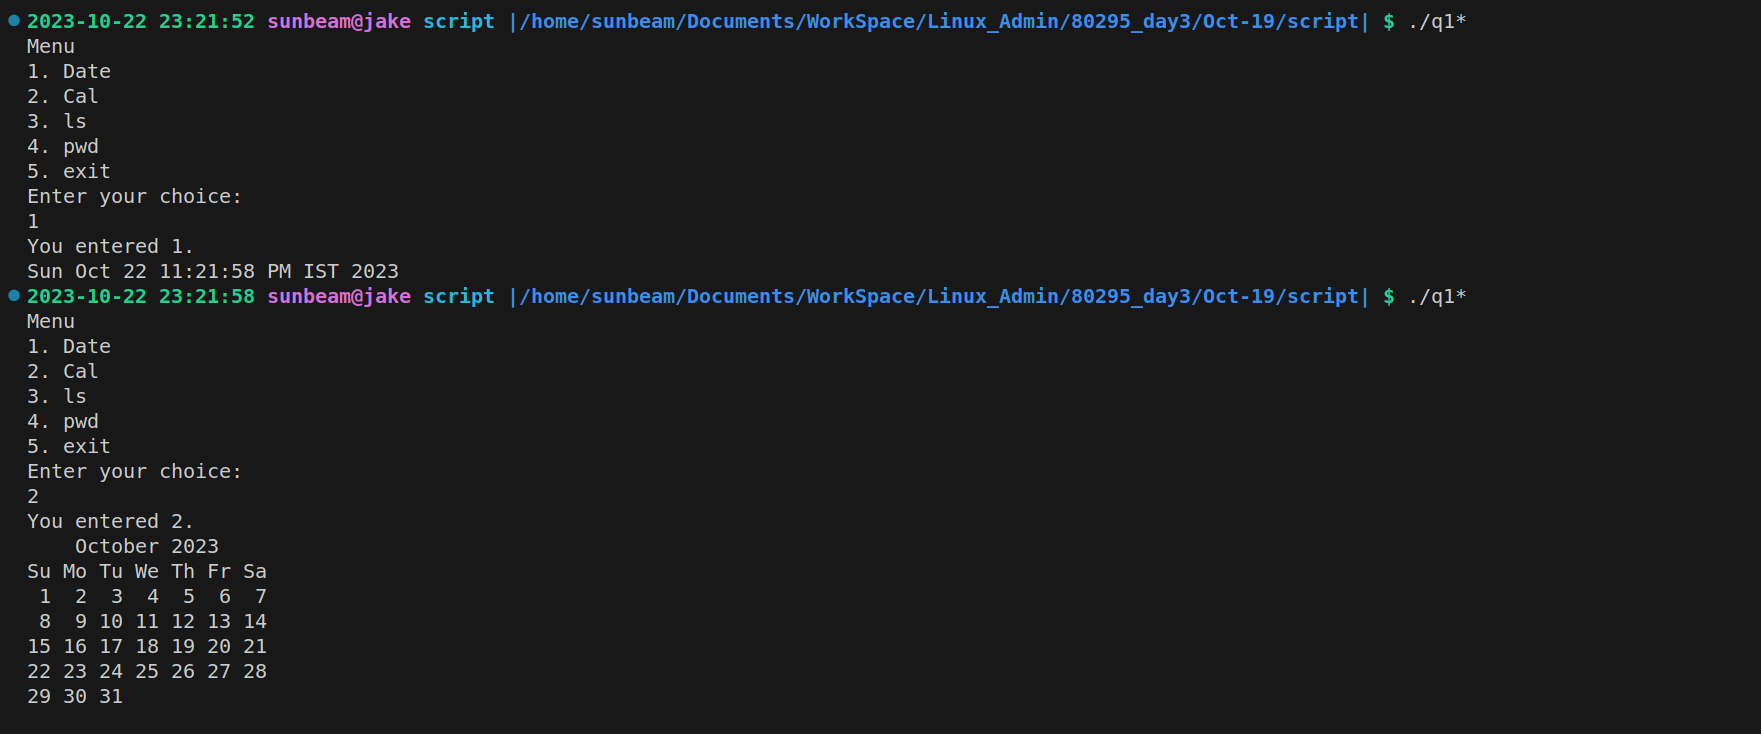 2023-10-22 23:21:52 sunbeam@jake script |/home/sunbeam/Documents/WorkSpace/Linux_Admin/80295_day3/Oct-19/script| $ ./q1*
Menu
1. Date
2. Cal
3. ls
4. pwd
5. exit
Enter your choice:
1
You entered 1.
Sun Oct 22 11:21:58 PM IST 2023
2023-10-22 23:21:58 sunbeam@jake script |/home/sunbeam/Documents/WorkSpace/Linux_Admin/80295_day3/Oct-19/script| $ ./q1*
Menu
1. Date
2. Cal
3. ls
4. pwd
5. exit
Enter your choice:
2
You entered 2.
    October 2023
Su Mo Tu We Th Fr Sa
 1  2  3  4  5  6  7
 8  9 10 11 12 13 14
15 16 17 18 19 20 21
22 23 24 25 26 27 28
29 30 31